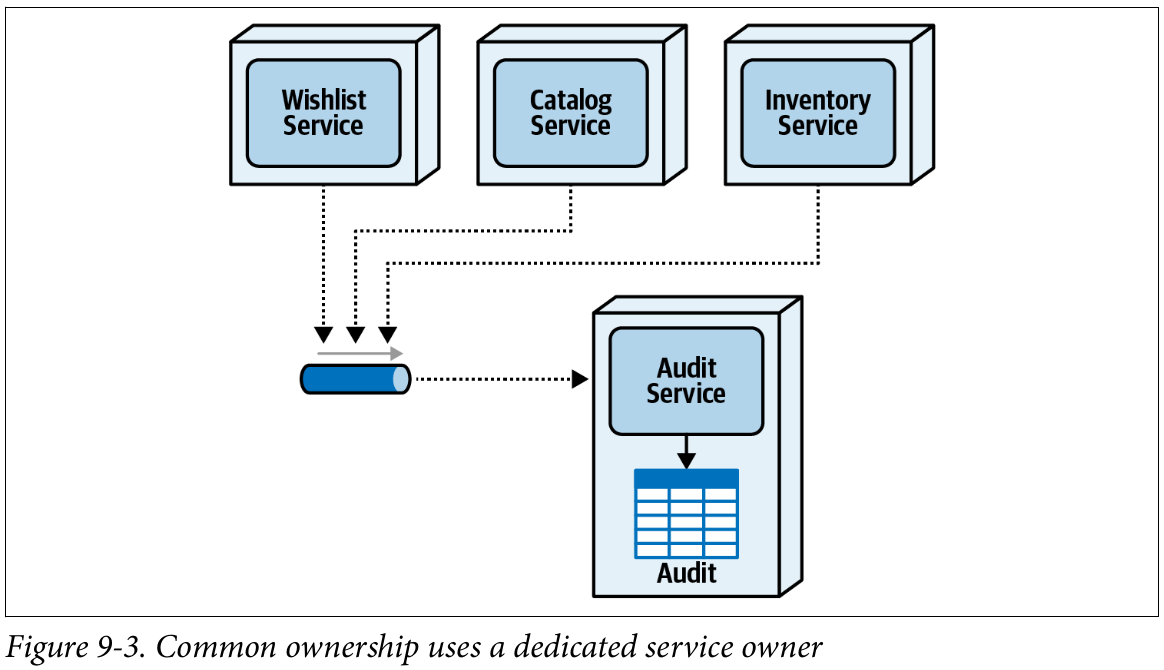 Wishlist
Service
Catalog
Service
Inventory
Service
Audit
Service
Audit
Figure 9-3. Common ownership uses a dedicated service owner